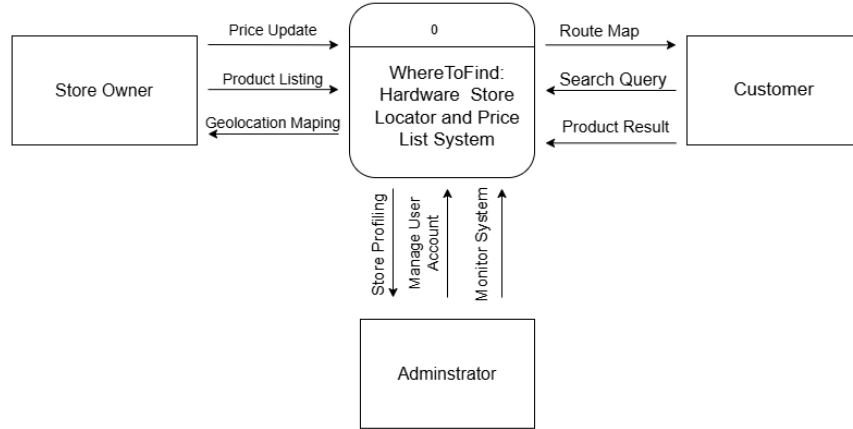 Price Update
Product Listing
Geolocation Maping
Store Owner
0
WhereToFind:
Hardware Store
Locator and Price
List System
Route Map
Search Query
Product Result
Customer
Store Profiling
Manage User
Account
Monitor System
Adminstrator